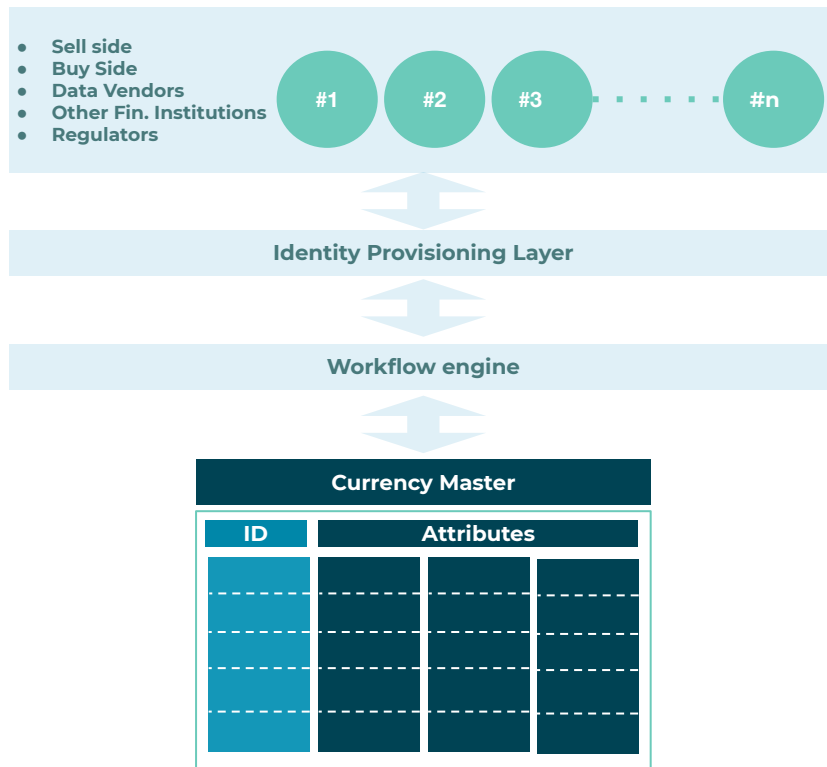 ● Sell side
● Buy Side
● Data Vendors
● Other Fin. Institutions
● Regulators
#1 #2 #3 #n
Identity Provisioning Layer
Workflow engine
Currency Master
ID Attributes